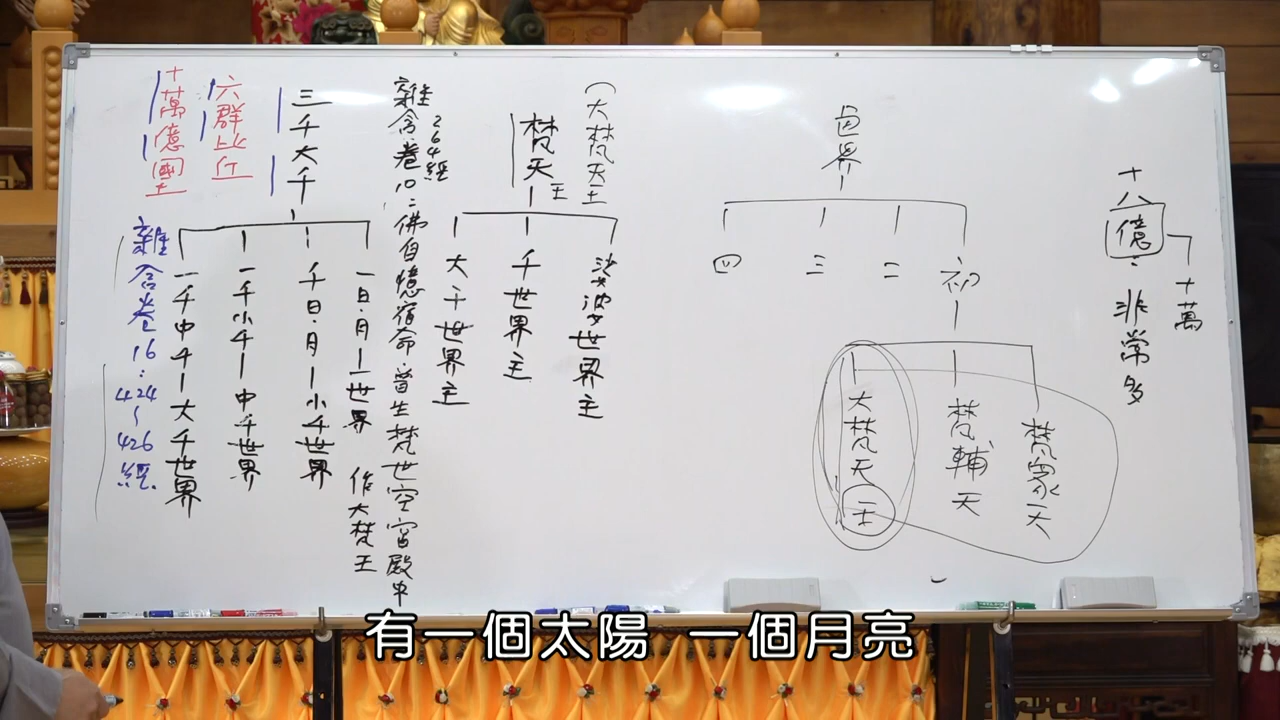 十八億：非常多
十萬
色界
初
二
三
四
梵眾天
梵輔天
大梵天王
（大梵天王
梵天主
娑婆世界主
千世界主
大千世界主
264經
雜含·卷10：佛自憶宿命·曾生梵世空宮殿中
作大梵王
三千大千
一日·月－一世界
千日·月－小千世界
一千小千－中千世界
一千中千－大千世界
六群比丘
十萬億國土
雜含卷16：424~426經
有一個太陽 一個月亮